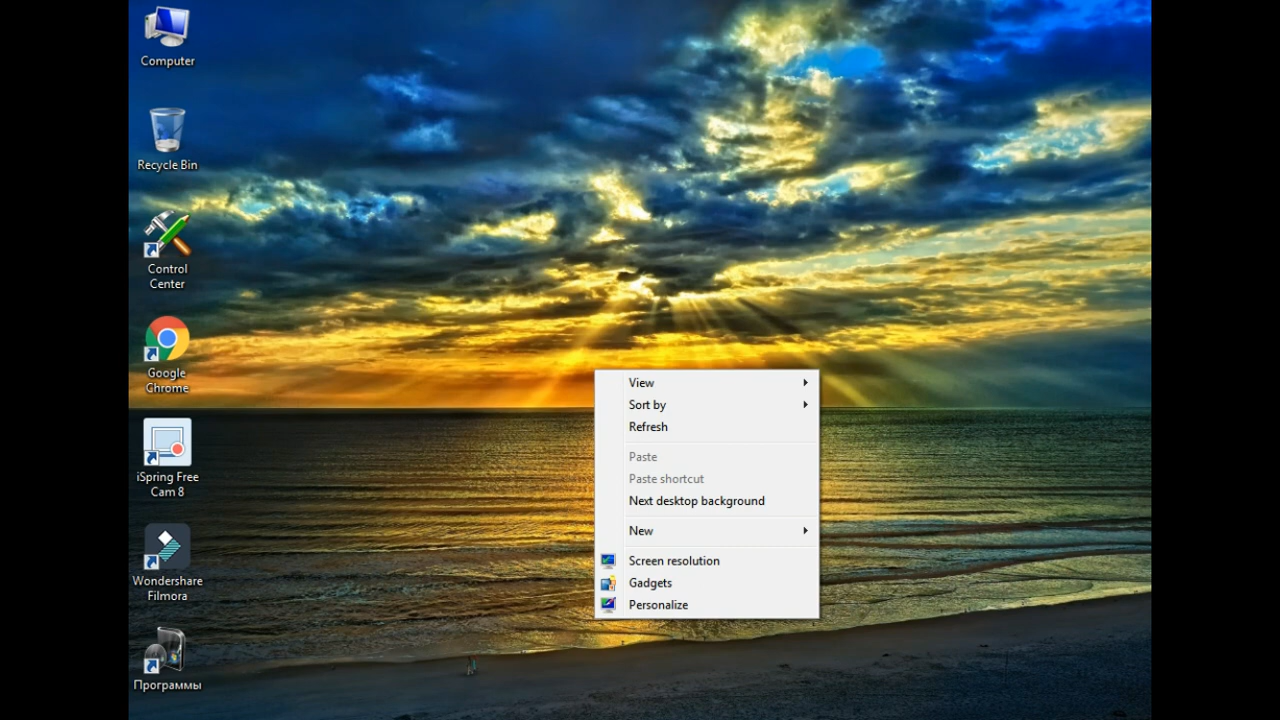 Computer
Recycle Bin
Control
Center
Google
Chrome
iSpring Free
Cam 8
Wondershare
Filmora
Программы
View
Sort by
Refresh
Paste
Paste shortcut
Next desktop background
New
Screen resolution
Gadgets
Personalize